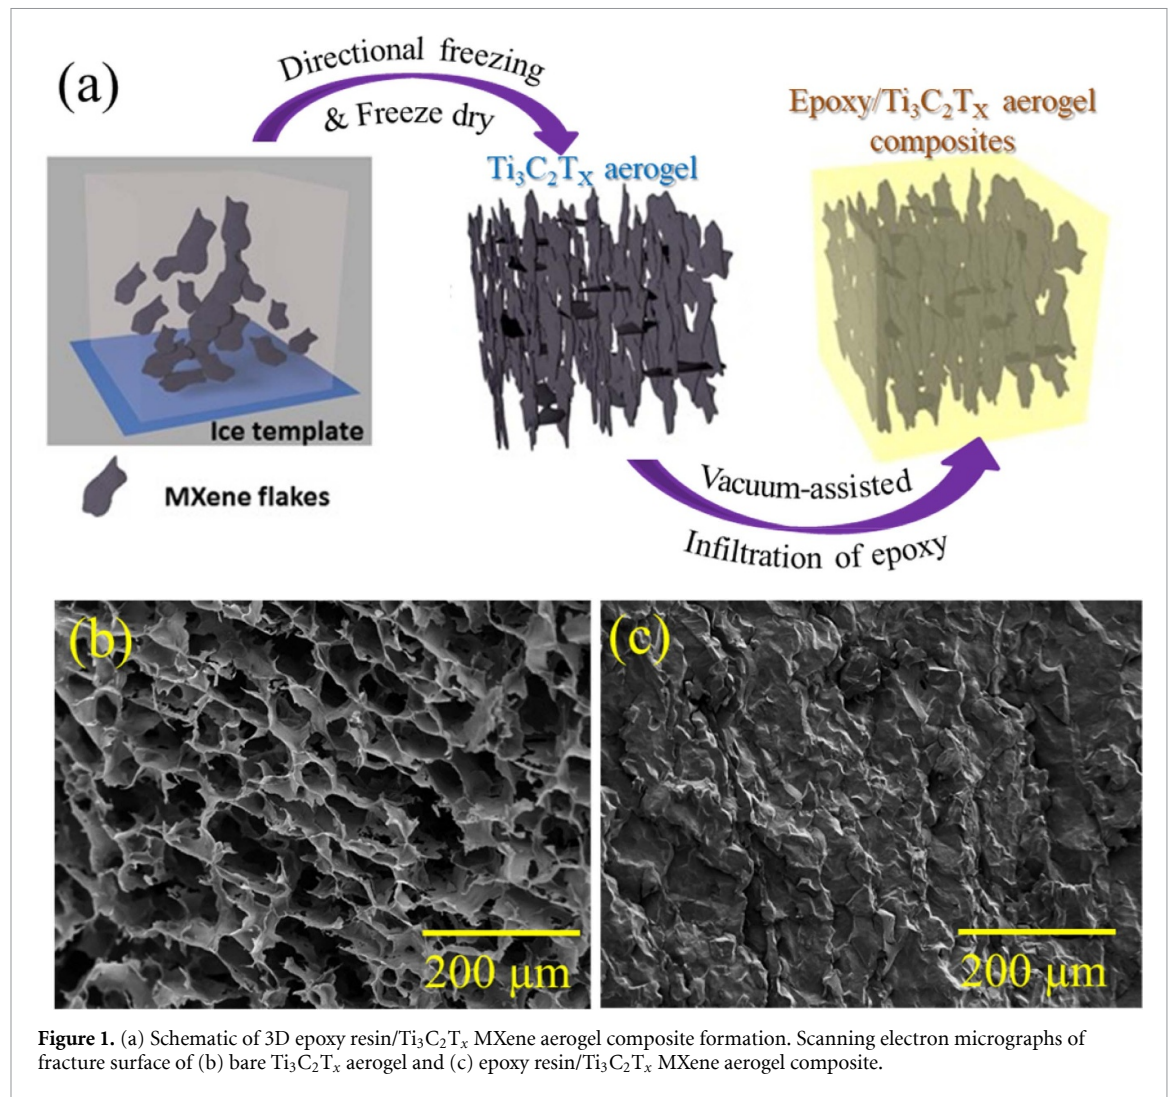 (a)
Directional freezing
& Freeze dry
Ti₃C₂Tₓ aerogel
Epoxy/Ti₃C₂Tₓ aerogel
composites
Ice template
MXene flakes
Vacuum-assisted
Infiltration of epoxy
(b)
200 μm
(c)
200 μm
Figure 1. (a) Schematic of 3D epoxy resin/Ti₃C₂Tₓ MXene aerogel composite formation. Scanning electron micrographs of
fracture surface of (b) bare Ti₃C₂Tₓ aerogel and (c) epoxy resin/Ti₃C₂Tₓ MXene aerogel composite.